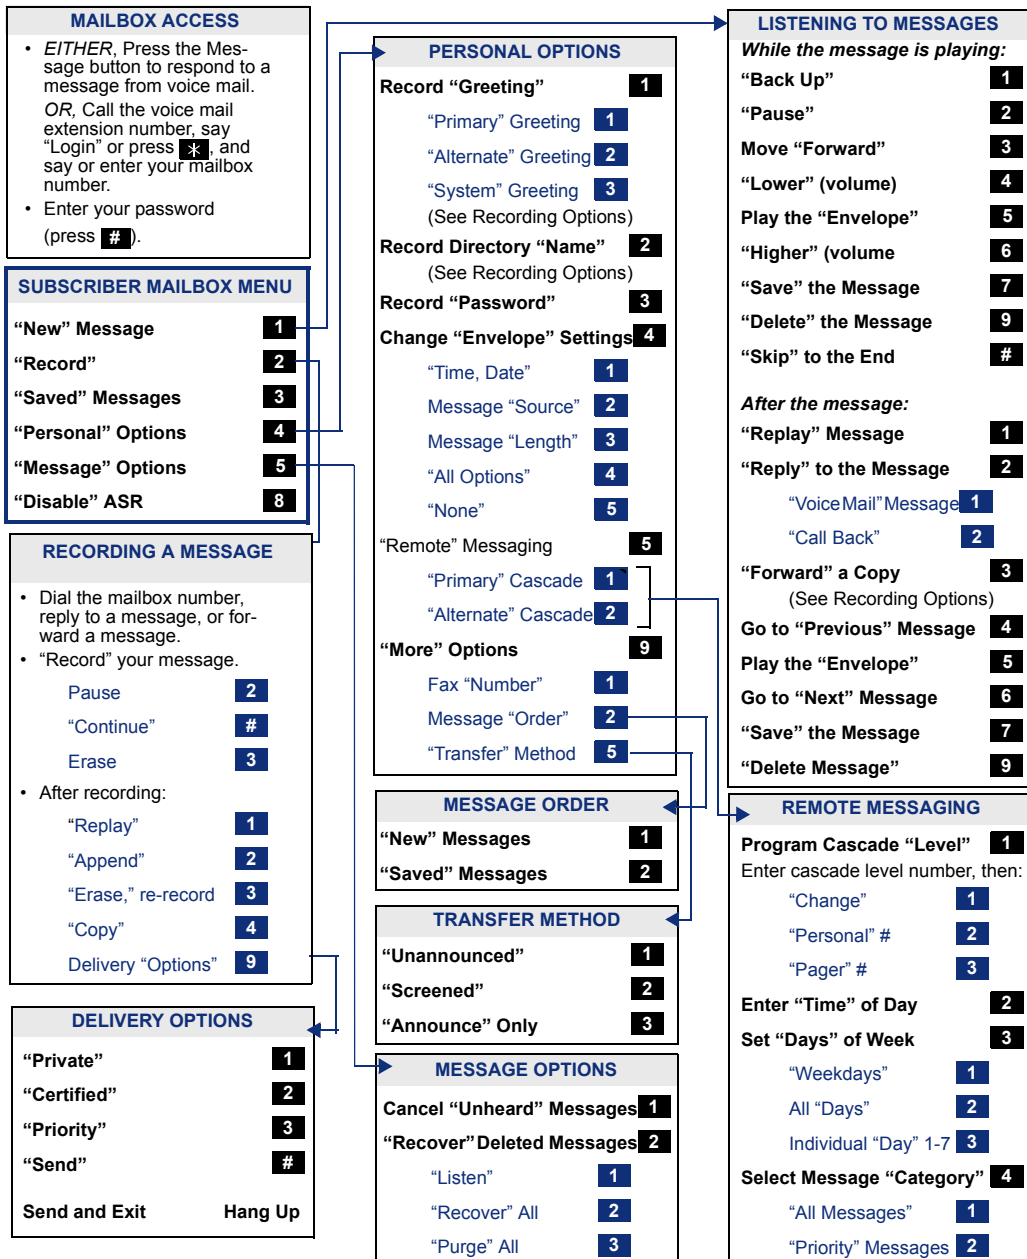 MAILBOX ACCESS
• EITHER, Press the Mes-
sage button to respond to a
message from voice mail.
OR, Call the voice mail
extension number, say
“Login” or press * , and
say or enter your mailbox
number.
• Enter your password
(press # ).
SUBSCRIBER MAILBOX MENU
“New” Message 1
“Record” 2
“Saved” Messages 3
“Personal” Options 4
“Message” Options 5
“Disable” ASR 8
RECORDING A MESSAGE
• Dial the mailbox number,
reply to a message, or for-
ward a message.
• “Record” your message.
Pause 2
“Continue” #
Erase 3
• After recording:
“Replay” 1
“Append” 2
“Erase,” re-record 3
“Copy” 4
Delivery “Options” 9
DELIVERY OPTIONS
“Private” 1
“Certified” 2
“Priority” 3
“Send” #
Send and Exit Hang Up
PERSONAL OPTIONS
Record “Greeting” 1
“Primary” Greeting 1
“Alternate” Greeting 2
“System” Greeting 3
(See Recording Options)
Record Directory “Name” 2
(See Recording Options)
Record “Password” 3
Change “Envelope” Settings 4
“Time, Date” 1
Message “Source” 2
Message “Length” 3
“All Options” 4
“None” 5
“Remote” Messaging 5
“Primary” Cascade 1
“Alternate” Cascade 2
“More” Options 9
Fax “Number” 1
Message “Order” 2
“Transfer” Method 5
MESSAGE ORDER
“New” Messages 1
“Saved” Messages 2
TRANSFER METHOD
“Unannounced” 1
“Screened” 2
“Announce” Only 3
MESSAGE OPTIONS
Cancel “Unheard” Messages 1
“Recover” Deleted Messages 2
“Listen” 1
“Recover” All 2
“Purge” All 3
LISTENING TO MESSAGES
While the message is playing:
“Back Up” 1
“Pause” 2
Move “Forward” 3
“Lower” (volume) 4
Play the “Envelope” 5
“Higher” (volume 6
“Save” the Message 7
“Delete” the Message 9
“Skip” to the End #
After the message:
“Replay” Message 1
“Reply” to the Message 2
“Voice Mail” Message 1
“Call Back” 2
“Forward” a Copy 3
(See Recording Options)
Go to “Previous” Message 4
Play the “Envelope” 5
Go to “Next” Message 6
“Save” the Message 7
“Delete Message” 9
REMOTE MESSAGING
Program Cascade “Level” 1
Enter cascade level number, then:
“Change” 1
“Personal” # 2
“Pager” # 3
Enter “Time” of Day 2
Set “Days” of Week 3
“Weekdays” 1
All “Days” 2
Individual “Day” 1-7 3
Select Message “Category” 4
“All Messages” 1
“Priority” Messages 2